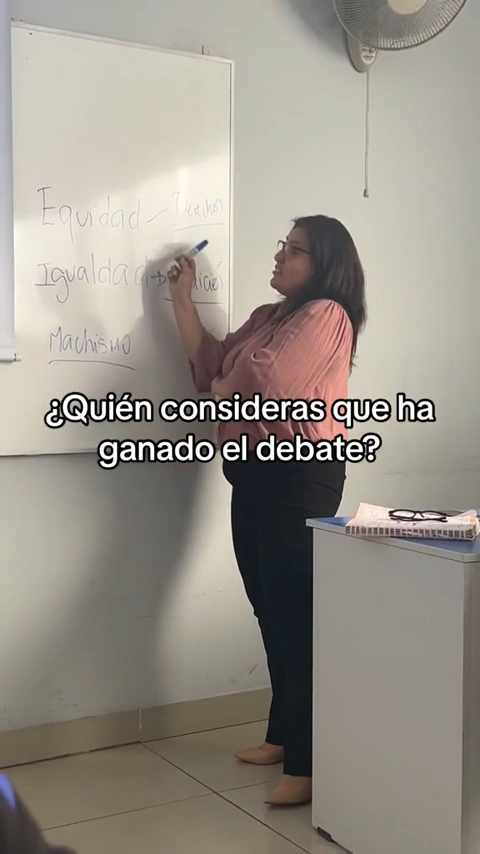 Equidad —
Igualdad →
Machismo
¿Quién consideras que ha
ganado el debate?